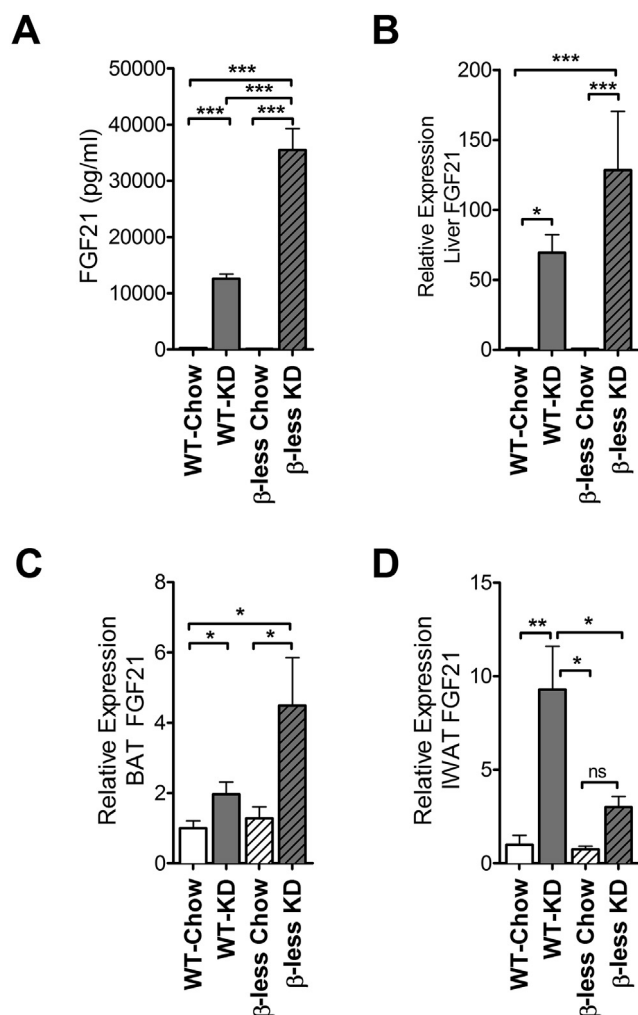 A
FGF21 (pg/ml)
50000
40000
30000
20000
10000
0
***
***
***
***
WT-Chow
WT-KD
β-less Chow
β-less KD
B
Relative Expression
Liver FGF21
200
150
100
50
0
***
***
*
WT-Chow
WT-KD
β-less Chow
β-less KD
C
Relative Expression
BAT FGF21
8
6
4
2
0
*
*
*
WT-Chow
WT-KD
β-less Chow
β-less KD
D
Relative Expression
IWAT FGF21
15
10
5
0
**
*
*
ns
WT-Chow
WT-KD
β-less Chow
β-less KD